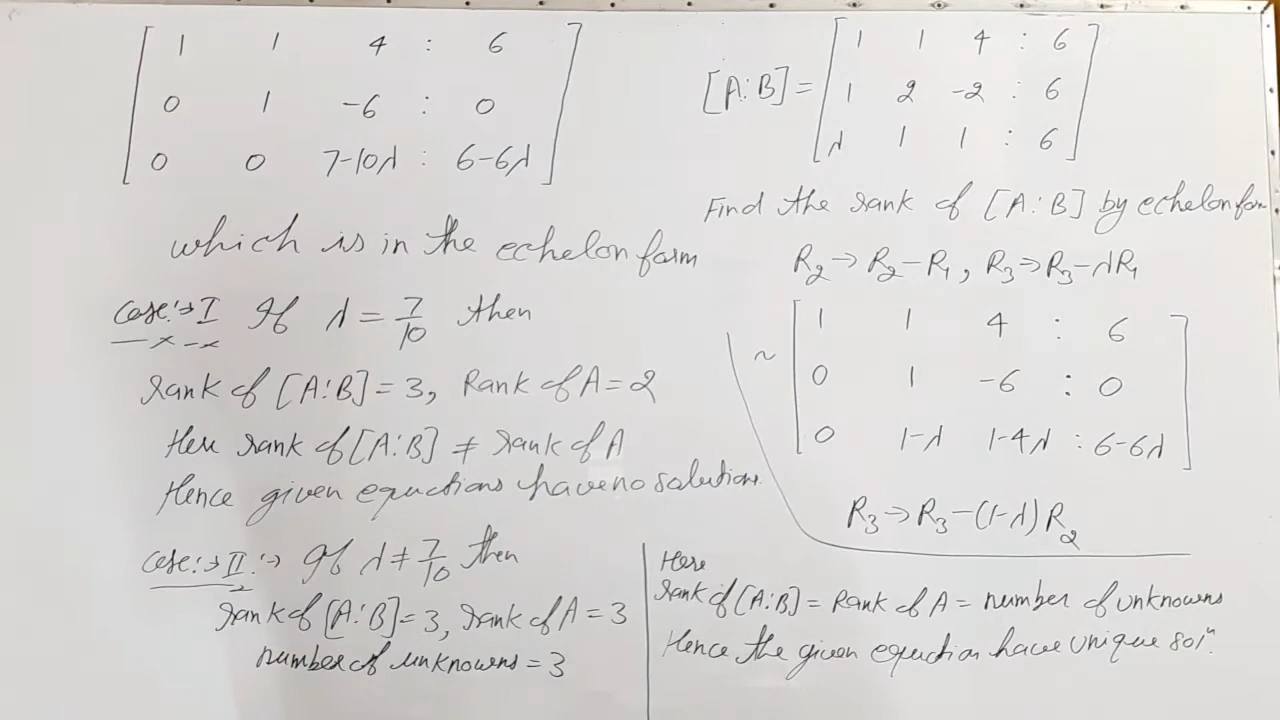 [A:B] = [ 1 1 4 : 6
1 2 -2 : 6
λ 1 1 : 6 ]
Find the rank of [A:B] by echelon form
R₂→R₂-R₁, R₃→R₃-λR₁
~ [ 1 1 4 : 6
0 1 -6 : 0
0 1-λ 1-4λ : 6-6λ ]
R₃→R₃-(1-λ)R₂
[ 1 1 4 : 6
0 1 -6 : 0
0 0 7-10λ : 6-6λ ]
which is in the echelon form
Case:→I If λ = 7/10 then
rank of [A:B] = 3, Rank of A = 2
Here rank of [A:B] ≠ rank of A
Hence given equctions have no solution.
Case:→II:→ If λ ≠ 7/10 then
rank of [A:B] = 3, rank of A = 3
number of unknowns = 3
Here
rank of [A:B] = Rank of A = number of unknowns
Hence the given equction have unique solⁿ.